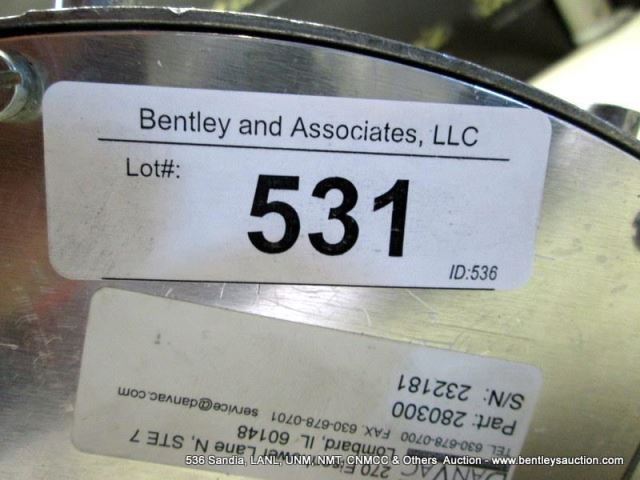 Bentley and Associates, LLC
Lot#:
531
ID:536
DANVAC
270 Eisenhower Lane N, STE 7
Lombard, IL 60148
TEL 630-678-0700 FAX 630-678-0701
service@danvac.com
Part: 280300
S/N: 232181
536 Sandia, LANL, UNM, NMT, CNMCC & Others Auction - www.bentleysauction.com